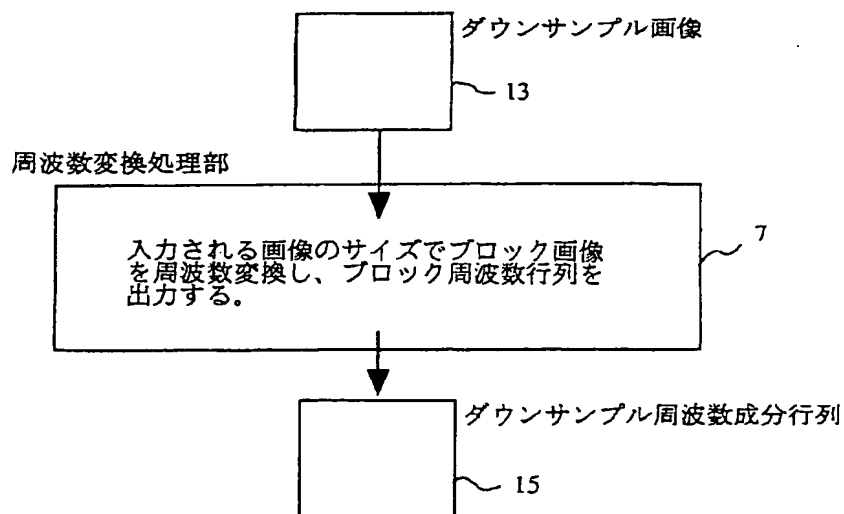 ダウンサンプル画像
13
周波数変換処理部
7
入力される画像のサイズでブロック画像
を周波数変換し、ブロック周波数行列を
出力する。
ダウンサンプル周波数成分行列
15